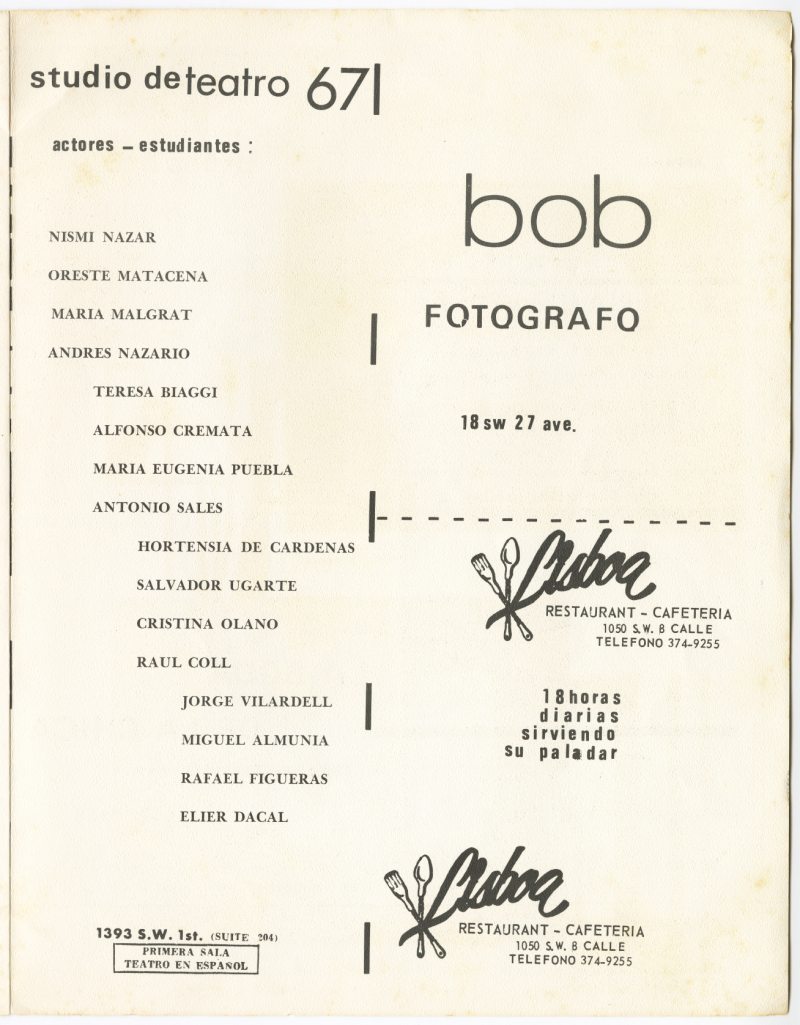 studio de teatro 67
actores – estudiantes :
NISMI NAZAR
ORESTE MATACENA
MARIA MALGRAT
ANDRES NAZARIO
TERESA BIAGGI
ALFONSO CREMATA
MARIA EUGENIA PUEBLA
ANTONIO SALES
HORTENSIA DE CARDENAS
SALVADOR UGARTE
CRISTINA OLANO
RAUL COLL
JORGE VILARDELL
MIGUEL ALMUNIA
RAFAEL FIGUERAS
ELIER DACAL
1393 S.W. 1st. (SUITE 204)
PRIMERA SALA
TEATRO EN ESPAÑOL
bob
FOTOGRAFO
18 sw 27 ave.
Lisboa
RESTAURANT - CAFETERIA
1050 S.W. 8 CALLE
TELEFONO 374-9255
18 horas
diarias
sirviendo
su paladar
Lisboa
RESTAURANT - CAFETERIA
1050 S.W. 8 CALLE
TELEFONO 374-9255